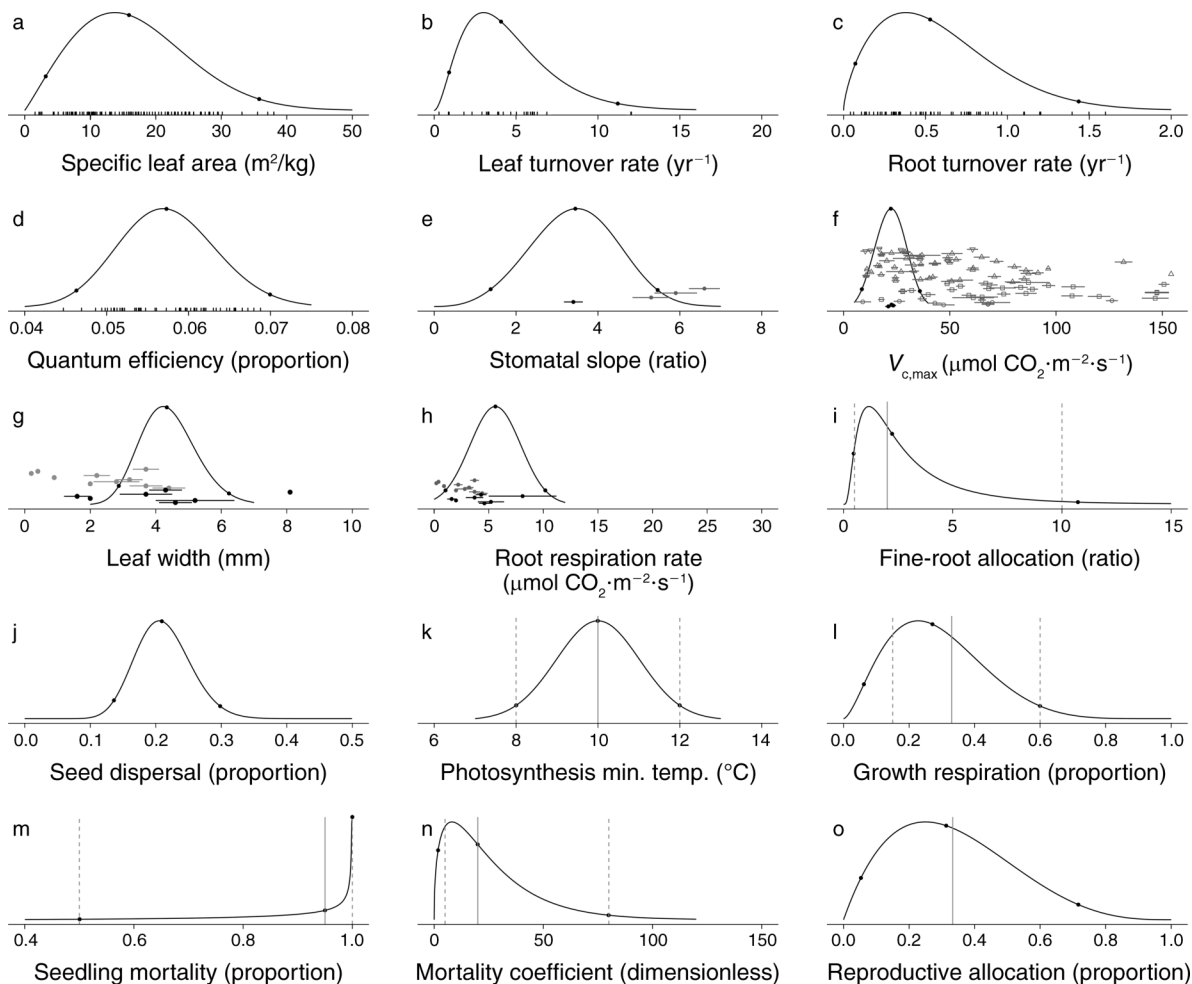 a
0 10 20 30 40 50
Specific leaf area (m²/kg)
b
0 5 10 15 20
Leaf turnover rate (yr⁻¹)
c
0.0 0.5 1.0 1.5 2.0
Root turnover rate (yr⁻¹)
d
0.04 0.05 0.06 0.07 0.08
Quantum efficiency (proportion)
e
0 2 4 6 8
Stomatal slope (ratio)
f
0 50 100 150
V c,max (μmol CO₂·m⁻²·s⁻¹)
g
0 2 4 6 8 10
Leaf width (mm)
h
0 5 10 15 20 25 30
Root respiration rate
(μmol CO₂·m⁻²·s⁻¹)
i
0 5 10 15
Fine-root allocation (ratio)
j
0.0 0.1 0.2 0.3 0.4 0.5
Seed dispersal (proportion)
k
6 8 10 12 14
Photosynthesis min. temp. (°C)
l
0.0 0.2 0.4 0.6 0.8 1.0
Growth respiration (proportion)
m
0.4 0.6 0.8 1.0
Seedling mortality (proportion)
n
0 50 100 150
Mortality coefficient (dimensionless)
o
0.0 0.2 0.4 0.6 0.8 1.0
Reproductive allocation (proportion)